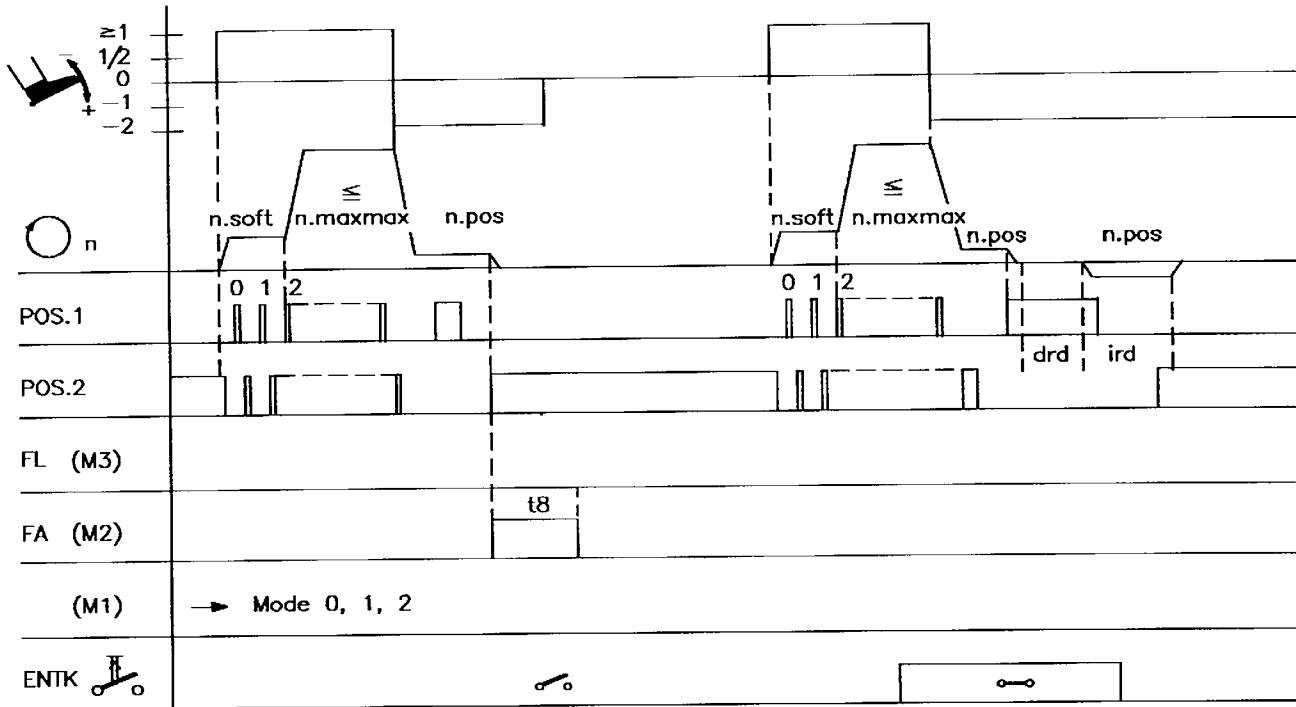 ≥1
1/2
0
−1
−2
− +
≦ ≦
n.soft n.maxmax n.pos n.soft n.maxmax n.pos n.pos
n
0 1 2 0 1 2
POS.1
drd ird
POS.2
FL (M3)
t8
FA (M2)
(M1) → Mode 0, 1, 2
ENTK